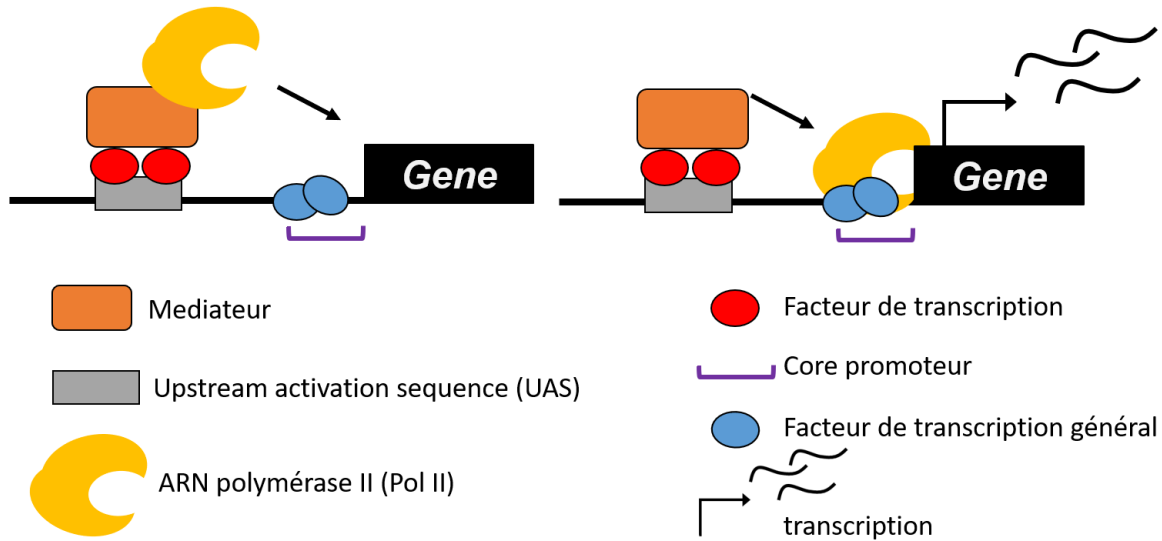 Gene
Gene
Mediateur
Facteur de transcription
Core promoteur
Upstream activation sequence (UAS)
Facteur de transcription général
ARN polymérase II (Pol II)
transcription